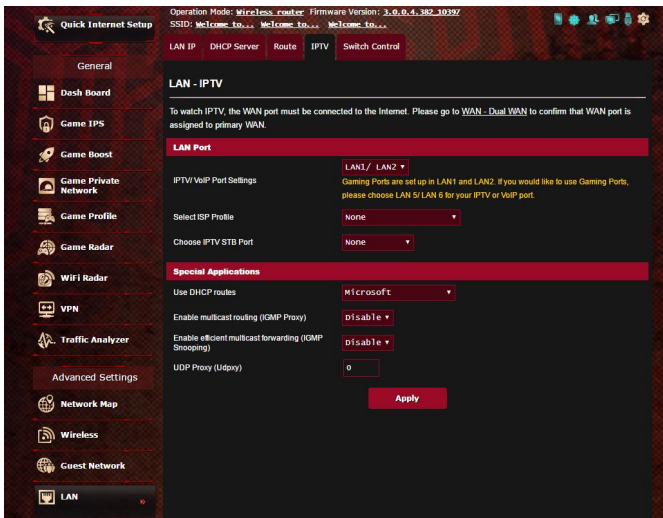 Quick Internet Setup
General
Dash Board
Game IPS
Game Boost
Game Private
Network
Game Profile
Game Radar
WiFi Radar
VPN
Traffic Analyzer
Advanced Settings
Network Map
Wireless
Guest Network
LAN »
Operation Mode: Wireless router Firmware Version: 3.0.0.4.382_10397
SSID: Welcome to... Welcome to... Welcome to...
LAN IP DHCP Server Route IPTV Switch Control
LAN - IPTV
To watch IPTV, the WAN port must be connected to the Internet. Please go to WAN - Dual WAN to confirm that WAN port is
assigned to primary WAN.
LAN Port
IPTV/ VoIP Port Settings LAN1/ LAN2
Gaming Ports are set up in LAN1 and LAN2. If you would like to use Gaming Ports,
please choose LAN 5/ LAN 6 for your IPTV or VoIP port.
Select ISP Profile None
Choose IPTV STB Port None
Special Applications
Use DHCP routes Microsoft
Enable multicast routing (IGMP Proxy) Disable
Enable efficient multicast forwarding (IGMP
Snooping) Disable
UDP Proxy (Udpxy) 0
Apply